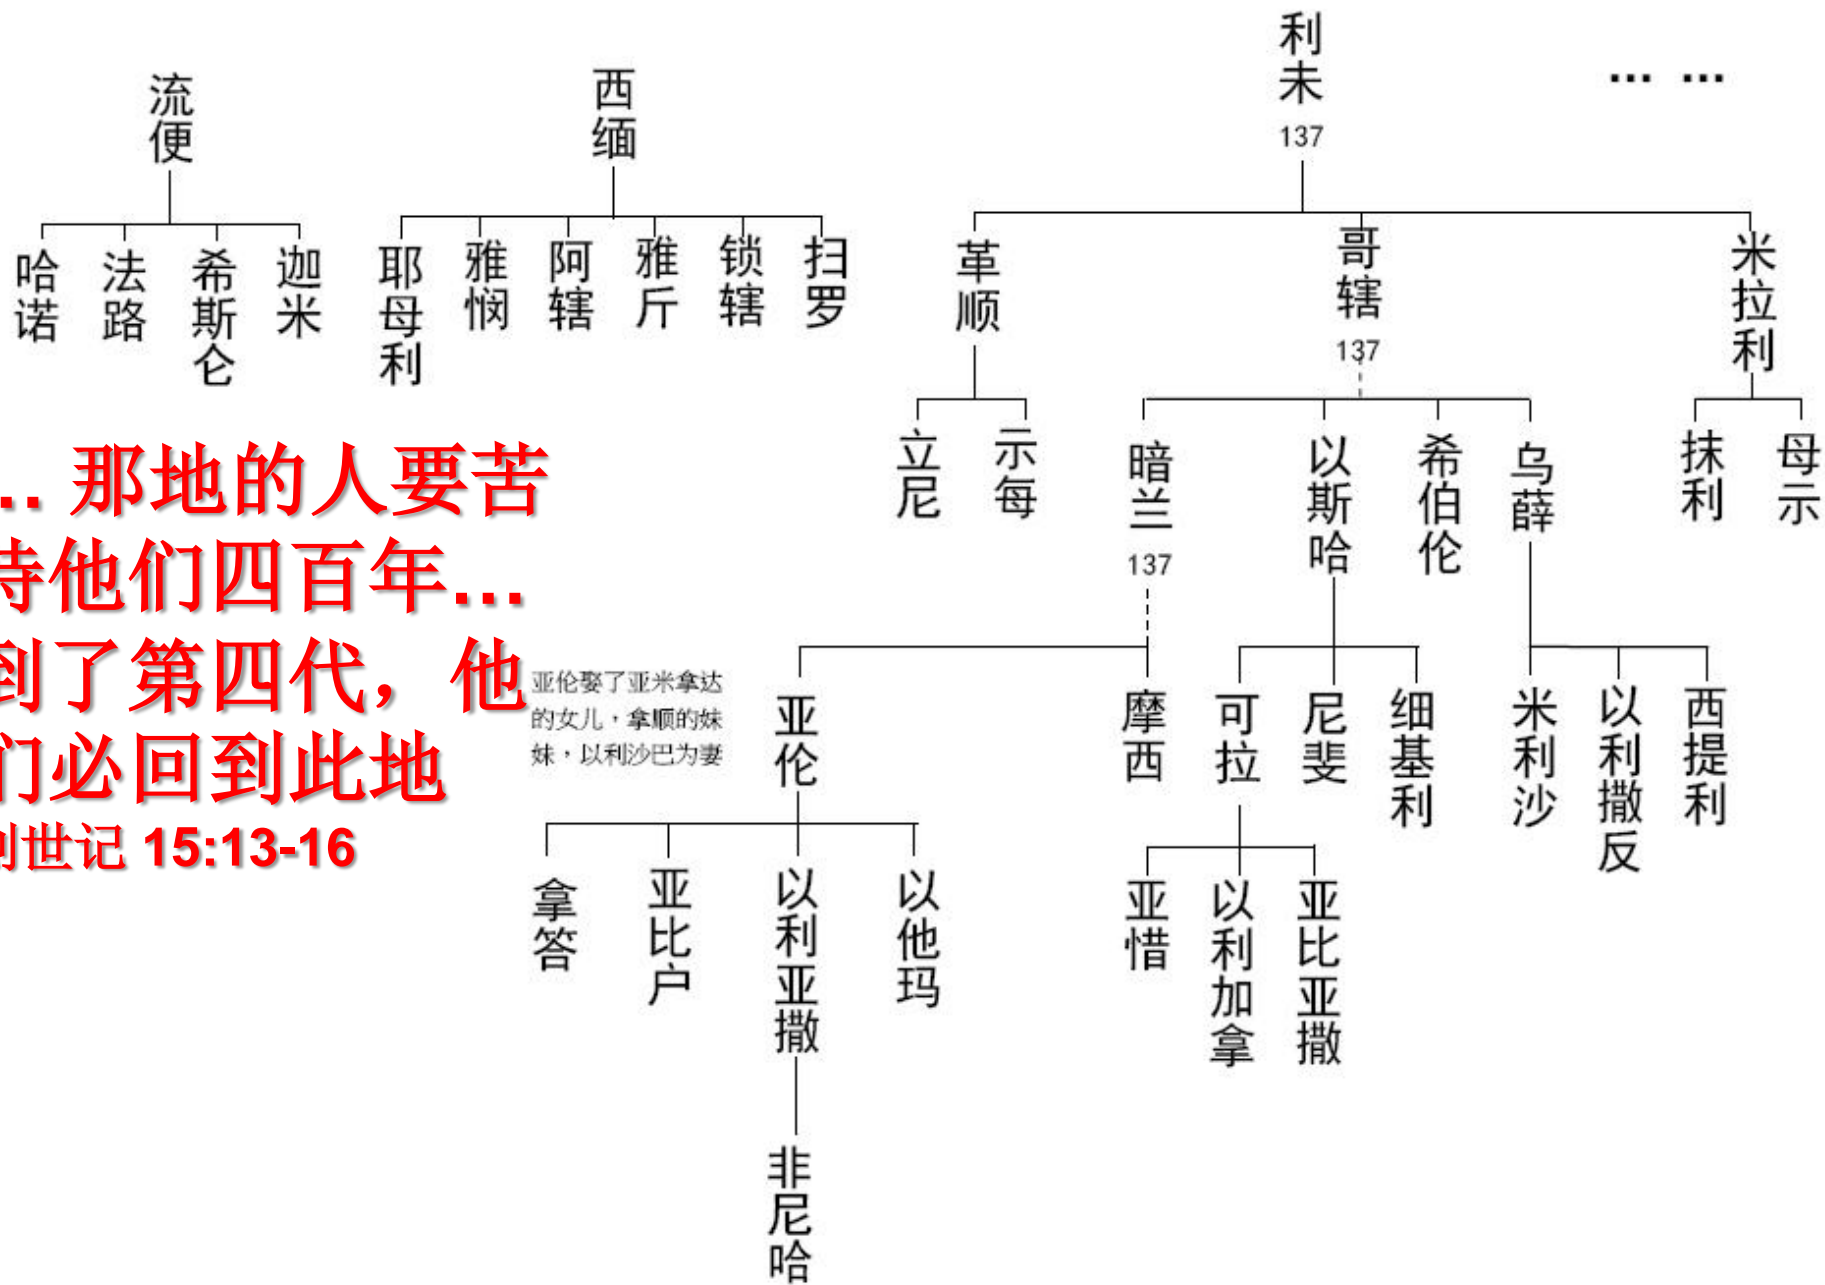 利未
137
... ...
流便
西缅
哈诺
法路
希斯仑
迦米
耶母利
雅悯
阿辖
雅斤
锁辖
扫罗
革顺
哥辖
137
米拉利
立尼
示每
暗兰
137
以斯哈
希伯伦
乌薛
抹利
母示
.. 那地的人要苦
待他们四百年...
到了第四代，他
们必回到此地
创世记 15:13-16
亚伦娶了亚米拿达
的女儿，拿顺的妹
妹，以利沙巴为妻
亚伦
摩西
可拉
尼斐
细基利
米利沙
以利撒反
西提利
拿答
亚比户
以利亚撒
以他玛
亚惜
以利加拿
亚比亚撒
非尼哈